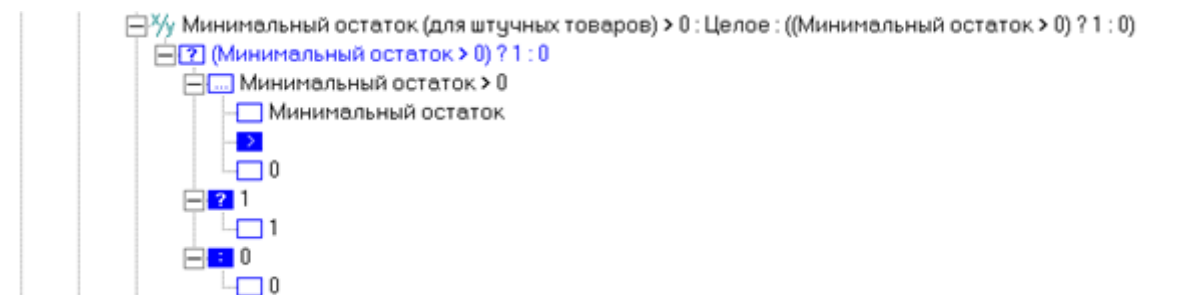 x/y Минимальный остаток (для штучных товаров) > 0 : Целое : ((Минимальный остаток > 0) ? 1 : 0)
? (Минимальный остаток > 0) ? 1 : 0
... Минимальный остаток > 0
Минимальный остаток
>
0
? 1
1
: 0
0